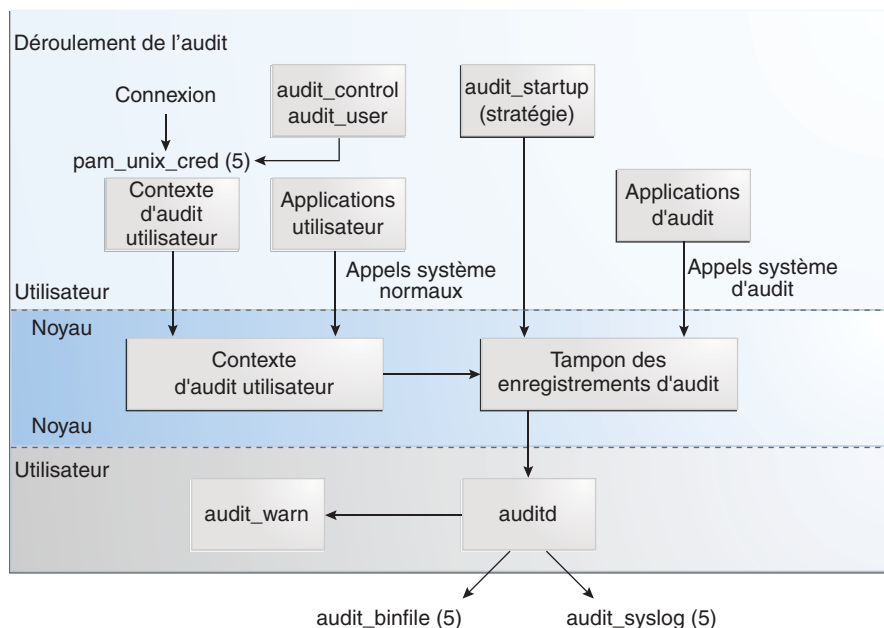 Déroulement de l'audit
Connexion
audit_control
audit_user
audit_startup
(stratégie)
pam_unix_cred (5)
Contexte
d'audit
utilisateur
Applications
utilisateur
Applications
d'audit
Appels système
normaux
Appels système
d'audit
Utilisateur
Noyau
Contexte
d'audit utilisateur
Tampon des
enregistrements d'audit
Noyau
Utilisateur
audit_warn
auditd
audit_binfile (5)
audit_syslog (5)